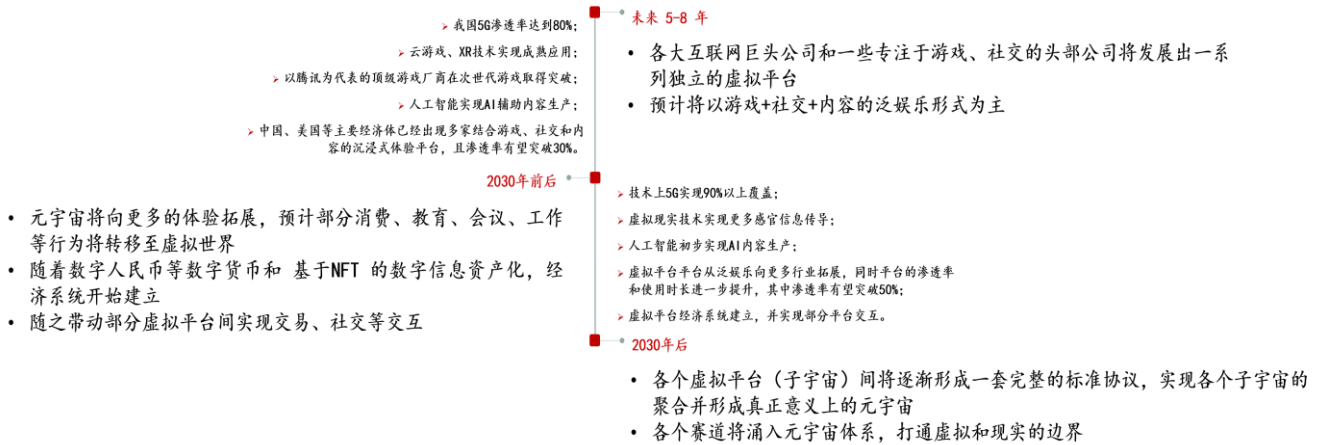 未来 5-8 年
➢ 我国5G渗透率达到80%;
➢ 云游戏、XR技术实现成熟应用;
➢ 以腾讯为代表的顶级游戏厂商在次世代游戏取得突破;
➢ 人工智能实现AI辅助内容生产;
➢ 中国、美国等主要经济体已经出现多家结合游戏、社交和内
容的沉浸式体验平台, 且渗透率有望突破30%。
• 各大互联网巨头公司和一些专注于游戏、社交的头部公司将发展出一系
列独立的虚拟平台
• 预计将以游戏+社交+内容的泛娱乐形式为主
2030年前后
• 元宇宙将向更多的体验拓展, 预计部分消费、教育、会议、工作
等行为将转移至虚拟世界
• 随着数字人民币等数字货币和 基于NFT 的数字信息资产化, 经
济系统开始建立
• 随之带动部分虚拟平台间实现交易、社交等交互
➢ 技术上5G实现90%以上覆盖;
➢ 虚拟现实技术实现更多感官信息传导;
➢ 人工智能初步实现AI内容生产;
➢ 虚拟平台平台从泛娱乐向更多行业拓展, 同时平台的渗透率
和使用时长进一步提升, 其中渗透率有望突破50%;
➢ 虚拟平台经济系统建立, 并实现部分平台交互。
2030年后
• 各个虚拟平台（子宇宙）间将逐渐形成一套完整的标准协议, 实现各个子宇宙的
聚合并形成真正意义上的元宇宙
• 各个赛道将涌入元宇宙体系, 打通虚拟和现实的边界